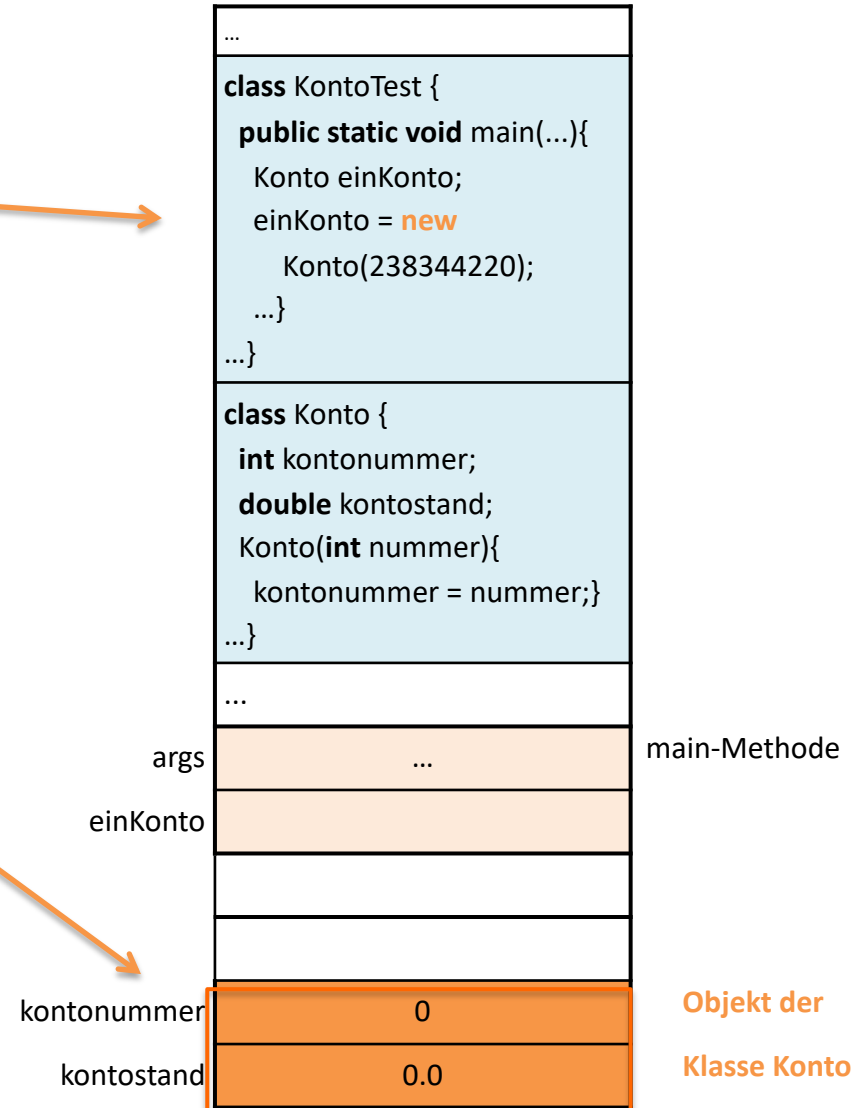 ...
class KontoTest {
public static void main(...){
Konto einKonto;
einKonto = new
Konto(238344220);
...}
...}
class Konto {
int kontonummer;
double kontostand;
Konto(int nummer){
kontonummer = nummer;}
...}
...
args ... main-Methode
einKonto
kontonummer 0 Objekt der
kontostand 0.0 Klasse Konto